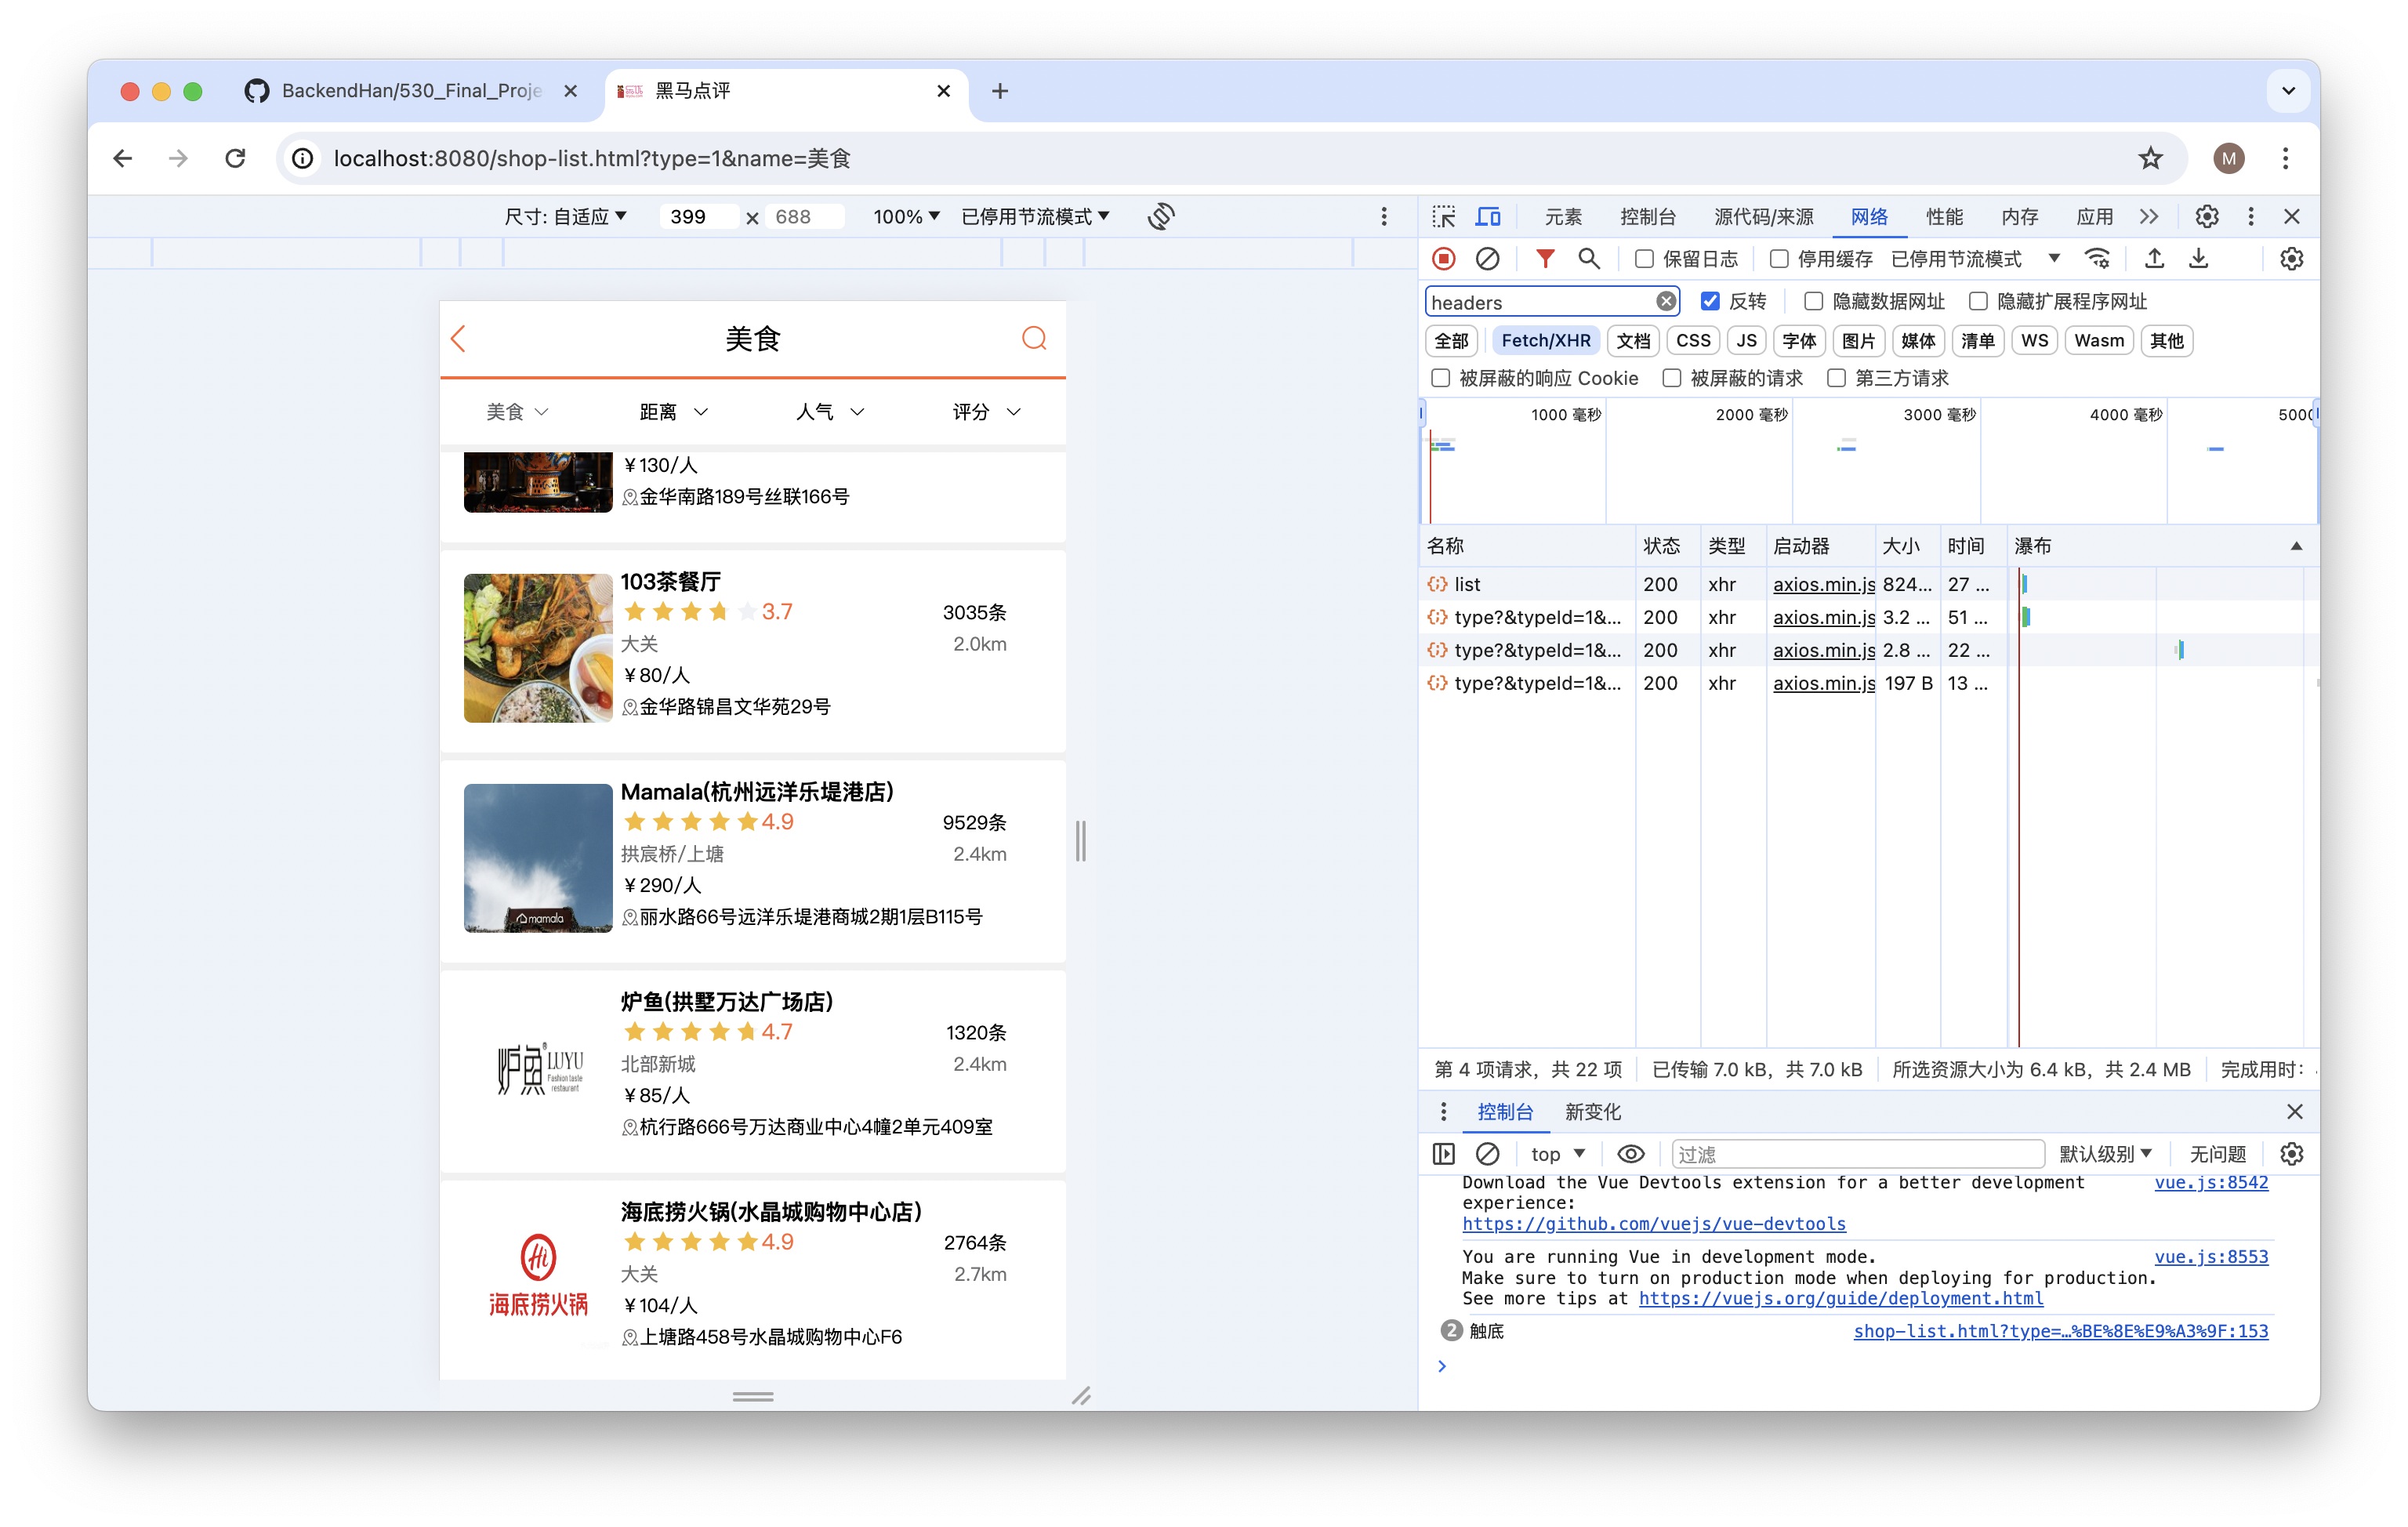 BackendHan/530_Final_Proje
黑马点评
localhost:8080/shop-list.html?type=1&name=美食
M
尺寸: 自适应
399 × 688
100%
已停用节流模式
元素 控制台 源代码/来源 网络 性能 内存 应用
保留日志 停用缓存 已停用节流模式
headers
反转 隐藏数据网址 隐藏扩展程序网址
全部 Fetch/XHR 文档 CSS JS 字体 图片 媒体 清单 WS Wasm 其他
被屏蔽的响应 Cookie 被屏蔽的请求 第三方请求
1000 毫秒 2000 毫秒 3000 毫秒 4000 毫秒 5000
名称 状态 类型 启动器 大小 时间 瀑布
list 200 xhr axios.min.js 824... 27 ...
type?&typeId=1&... 200 xhr axios.min.js 3.2 ... 51 ...
type?&typeId=1&... 200 xhr axios.min.js 2.8 ... 22 ...
type?&typeId=1&... 200 xhr axios.min.js 197 B 13 ...
第 4 项请求，共 22 项 已传输 7.0 kB，共 7.0 kB 所选资源大小为 6.4 kB，共 2.4 MB 完成用时：
控制台 新变化
top 过滤 默认级别 无问题
Download the Vue Devtools extension for a better development vue.js:8542
experience:
https://github.com/vuejs/vue-devtools
You are running Vue in development mode. vue.js:8553
Make sure to turn on production mode when deploying for production.
See more tips at https://vuejs.org/guide/deployment.html
2 触底 shop-list.html?type=…%BE%8E%E9%A3%9F:153
美食
美食 距离 人气 评分
￥130/人
金华南路189号丝联166号
103茶餐厅
3.7 3035条
大关 2.0km
￥80/人
金华路锦昌文华苑29号
Mamala(杭州远洋乐堤港店)
4.9 9529条
拱宸桥/上塘 2.4km
￥290/人
丽水路66号远洋乐堤港商城2期1层B115号
mamala
炉鱼(拱墅万达广场店)
4.7 1320条
北部新城 2.4km
￥85/人
杭行路666号万达商业中心4幢2单元409室
炉鱼 LUYU
Fashion taste
restaurant
海底捞火锅(水晶城购物中心店)
4.9 2764条
大关 2.7km
￥104/人
上塘路458号水晶城购物中心F6
Hi
海底捞火锅